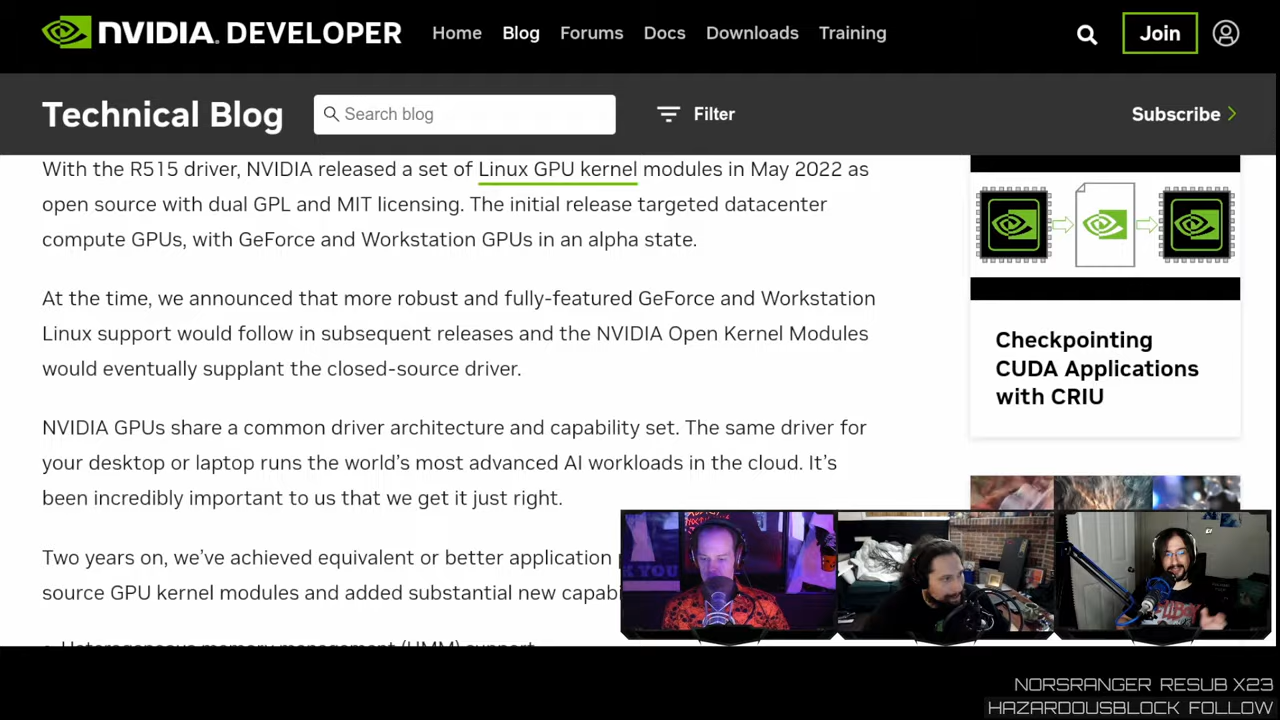 NVIDIA. DEVELOPER Home Blog Forums Docs Downloads Training Join
Technical Blog Search blog Filter Subscribe
With the R515 driver, NVIDIA released a set of Linux GPU kernel modules in May 2022 as
open source with dual GPL and MIT licensing. The initial release targeted datacenter
compute GPUs, with GeForce and Workstation GPUs in an alpha state.
At the time, we announced that more robust and fully-featured GeForce and Workstation
Linux support would follow in subsequent releases and the NVIDIA Open Kernel Modules
would eventually supplant the closed-source driver.
NVIDIA GPUs share a common driver architecture and capability set. The same driver for
your desktop or laptop runs the world's most advanced AI workloads in the cloud. It's
been incredibly important to us that we get it just right.
Two years on, we've achieved equivalent or better application
source GPU kernel modules and added substantial new
Heterogeneous memory management (HMM) support
Checkpointing
CUDA Applications
with CRIU
NORSRANGER RESUB X23
HAZARDOUSBLOCK FOLLOW